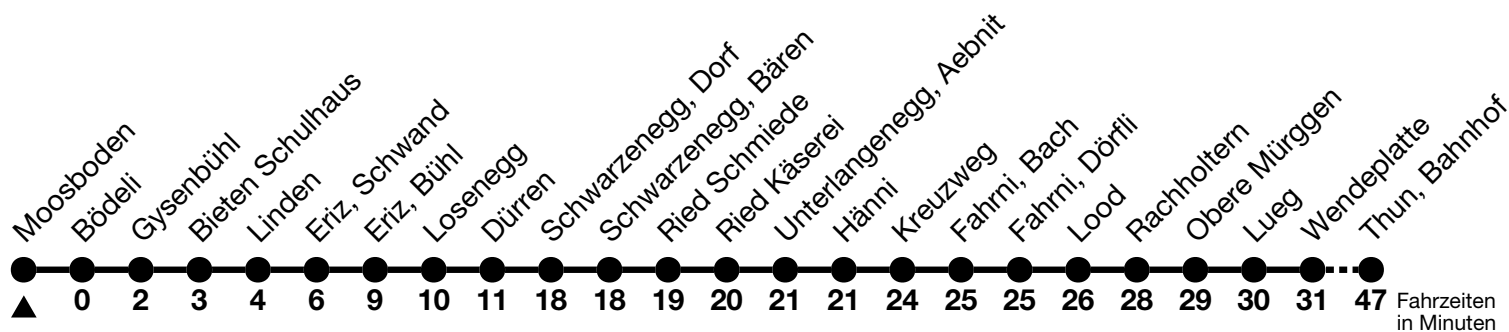 Moosboden
Bödeli
Gysenbühl
Bieten Schulhaus
Linden
Eriz, Schwand
Eriz, Bühl
Losenegg
Dürren
Schwarzenegg, Dorf
Schwarzenegg, Bären
Ried Schmiede
Ried Käserei
Unterlangenegg, Aebnit
Hänni
Kreuzweg
Fahrni, Bach
Fahrni, Dörfli
Lood
Rachholtern
Obere Mürggen
Lueg
Wendeplatte
Thun, Bahnhof
0 2 3 4 6 9 10 11 18 18 19 20 21 21 24 25 25 26 28 29 30 31 47 Fahrzeiten
in Minuten